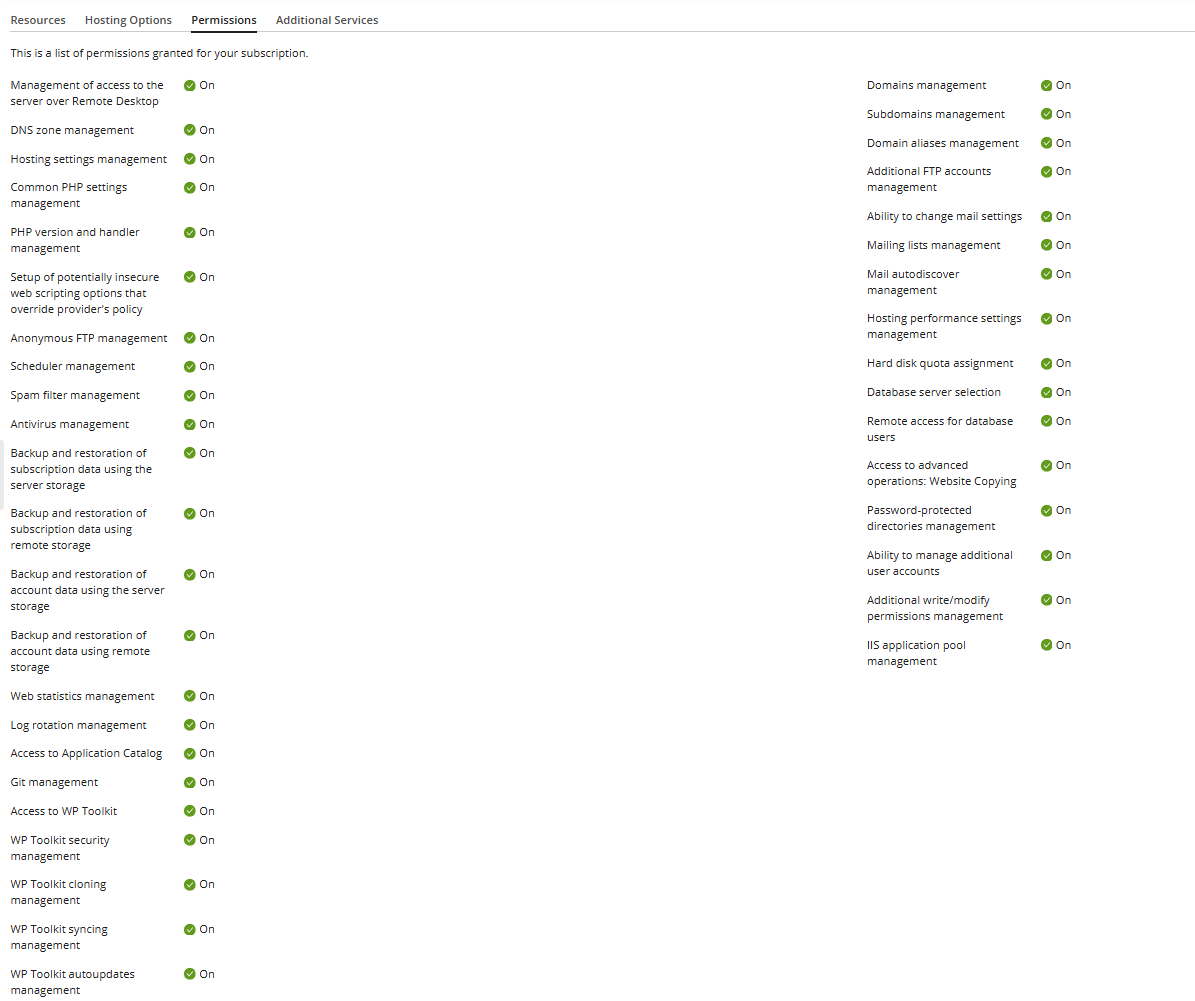 Resources Hosting Options Permissions Additional Services
This is a list of permissions granted for your subscription.
Management of access to the On
server over Remote Desktop
DNS zone management On
Hosting settings management On
Common PHP settings On
management
PHP version and handler On
management
Setup of potentially insecure On
web scripting options that
override provider's policy
Anonymous FTP management On
Scheduler management On
Spam filter management On
Antivirus management On
Backup and restoration of On
subscription data using the
server storage
Backup and restoration of On
subscription data using
remote storage
Backup and restoration of On
account data using the server
storage
Backup and restoration of On
account data using remote
storage
Web statistics management On
Log rotation management On
Access to Application Catalog On
Git management On
Access to WP Toolkit On
WP Toolkit security On
management
WP Toolkit cloning On
management
WP Toolkit syncing On
management
WP Toolkit autoupdates On
management
Domains management On
Subdomains management On
Domain aliases management On
Additional FTP accounts On
management
Ability to change mail settings On
Mailing lists management On
Mail autodiscover On
management
Hosting performance settings On
management
Hard disk quota assignment On
Database server selection On
Remote access for database On
users
Access to advanced On
operations: Website Copying
Password-protected On
directories management
Ability to manage additional On
user accounts
Additional write/modify On
permissions management
IIS application pool On
management